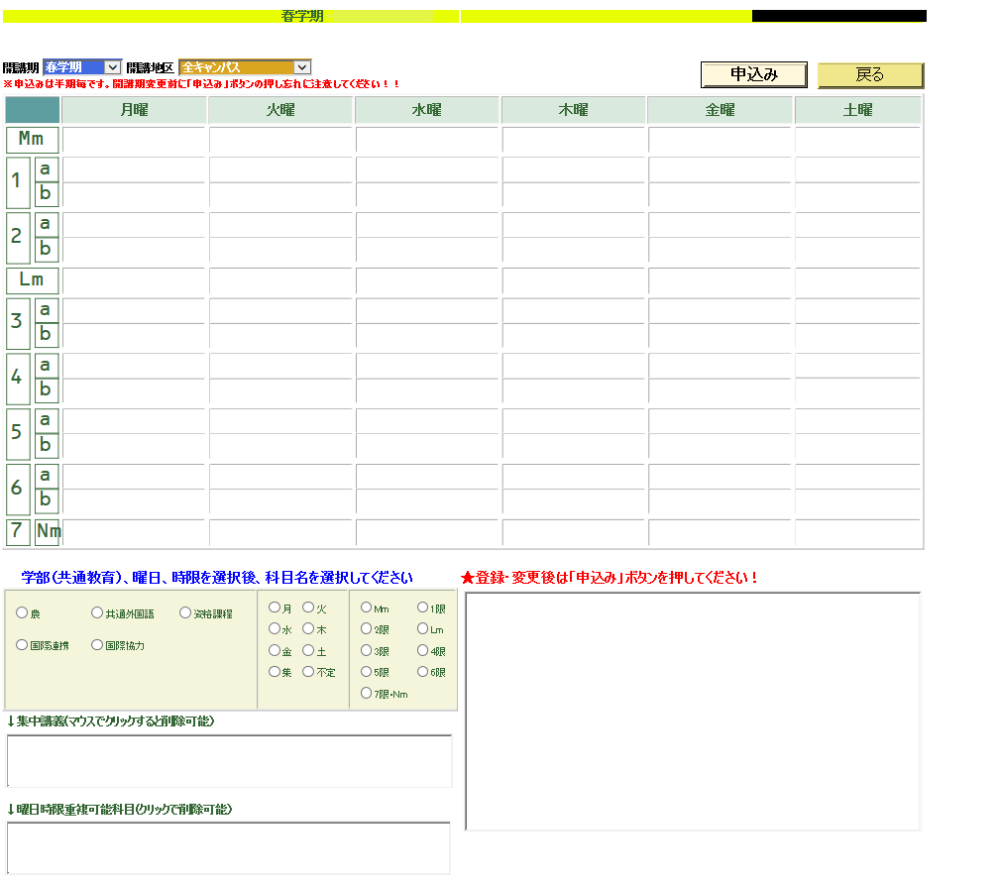 春学期
開講期 春学期 開講地区 全キャンパス
※申込みは半期毎です。開講期変更前に「申込み」ボタンの押し忘れに注意してください！！
申込み 戻る
月曜 火曜 水曜 木曜 金曜 土曜
Mm
1 a
b
2 a
b
Lm
3 a
b
4 a
b
5 a
b
6 a
b
7 Nm
学部(共通教育)、曜日、時限を選択後、科目名を選択してください
★登録・変更後は「申込み」ボタンを押してください！
農 共通外国語 資格課程
国際連携 国際協力
月 火
水 木
金 土
集 不定
Mm 1限
2限 Lm
3限 4限
5限 6限
7限・Nm
↓集中講義(マウスでクリックすると削除可能)
↓曜日時限重複可能科目(クリックで削除可能)